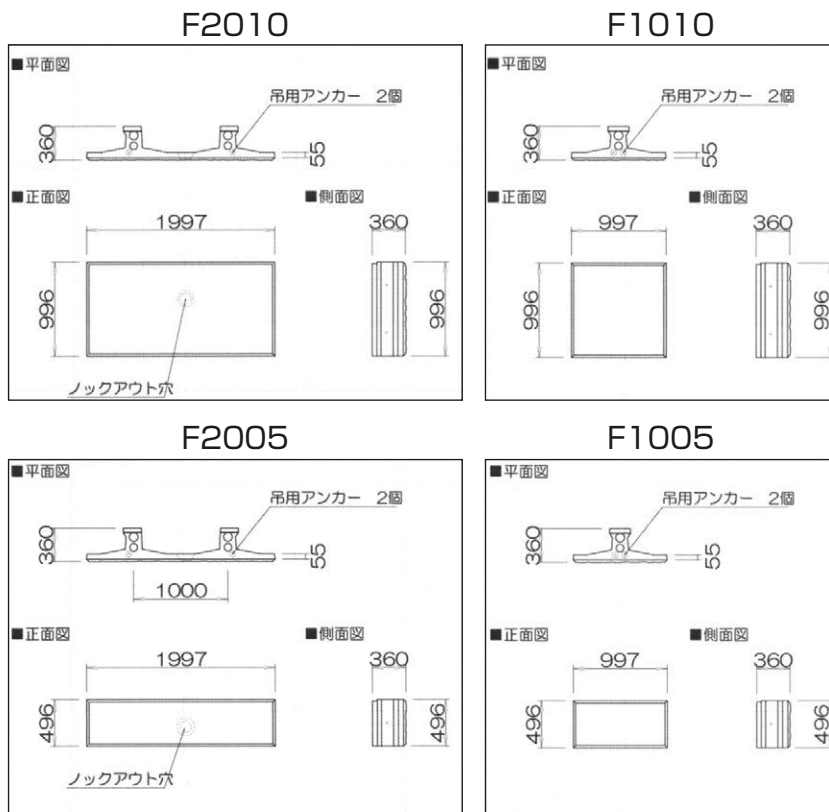 F2010
■平面図
吊用アンカー 2個
360
55
■正面図
■側面図
1997
360
996
996
ノックアウト穴
F1010
■平面図
吊用アンカー 2個
360
55
■正面図
■側面図
997
360
996
996
F2005
■平面図
吊用アンカー 2個
360
55
1000
■正面図
■側面図
1997
360
496
496
ノックアウト穴
F1005
■平面図
吊用アンカー 2個
360
55
■正面図
■側面図
997
360
496
496